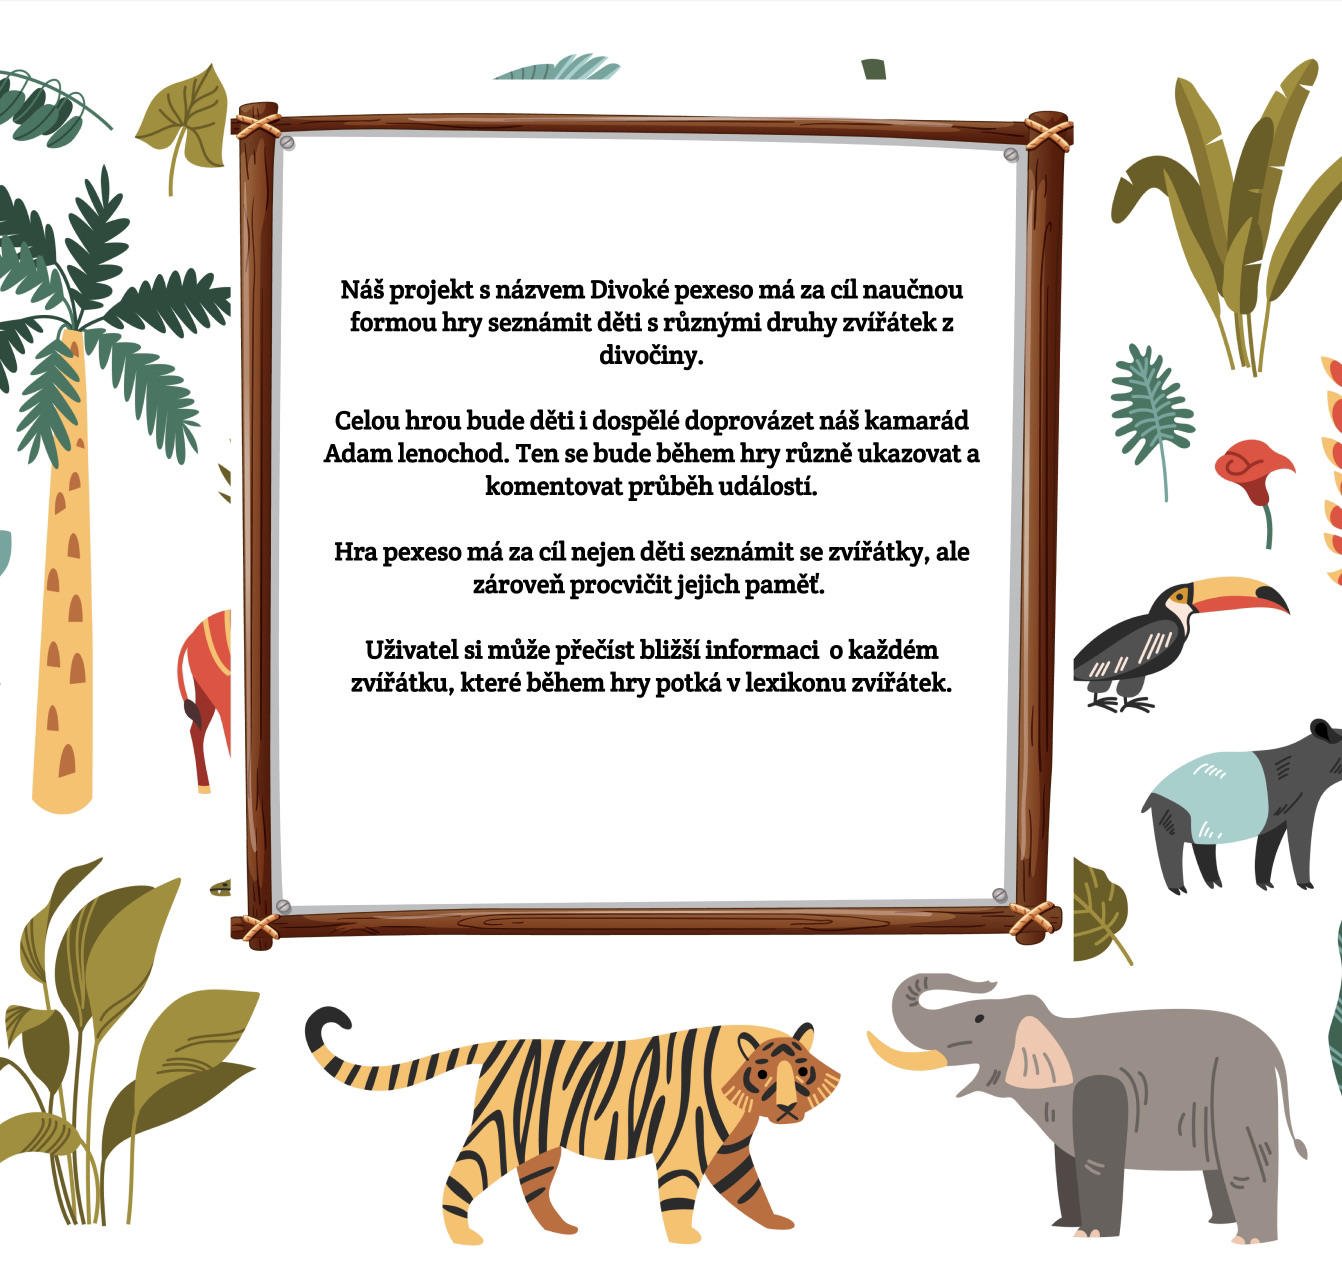 Náš projekt s názvem Divoké pexeso má za cíl naučnou
formou hry seznámit děti s různými druhy zvířátek z
divočiny.
Celou hrou bude děti i dospělé doprovázet náš kamarád
Adam lenochod. Ten se bude během hry různě ukazovat a
komentovat průběh událostí.
Hra pexeso má za cíl nejen děti seznámit se zvířátky, ale
zároveň procvičit jejich paměť.
Uživatel si může přečíst bližší informaci  o každém
zvířátku, které během hry potká v lexikonu zvířátek.